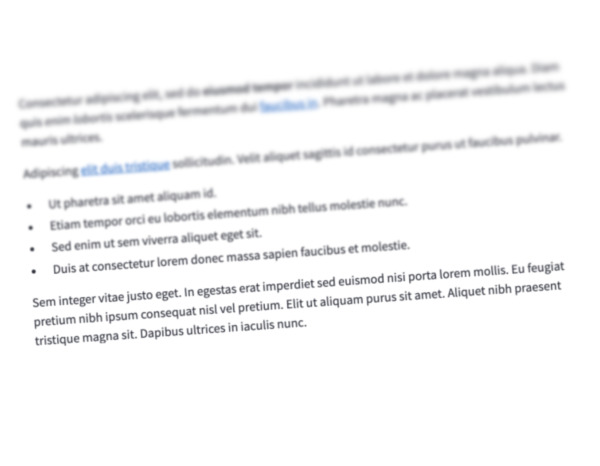 Consectetur adipiscing elit, sed do eiusmod tempor incididunt ut labore et dolore magna aliqua. Diam
quis enim lobortis scelerisque fermentum dui faucibus in. Pharetra magna ac placerat vestibulum lectus
mauris ultrices.
Adipiscing elit duis tristique sollicitudin. Velit aliquet sagittis id consectetur purus ut faucibus pulvinar.
• Ut pharetra sit amet aliquam id.
• Etiam tempor orci eu lobortis elementum nibh tellus molestie nunc.
• Sed enim ut sem viverra aliquet eget sit.
• Duis at consectetur lorem donec massa sapien faucibus et molestie.
Sem integer vitae justo eget. In egestas erat imperdiet sed euismod nisi porta lorem mollis. Eu feugiat
pretium nibh ipsum consequat nisl vel pretium. Elit ut aliquam purus sit amet. Aliquet nibh praesent
tristique magna sit. Dapibus ultrices in iaculis nunc.